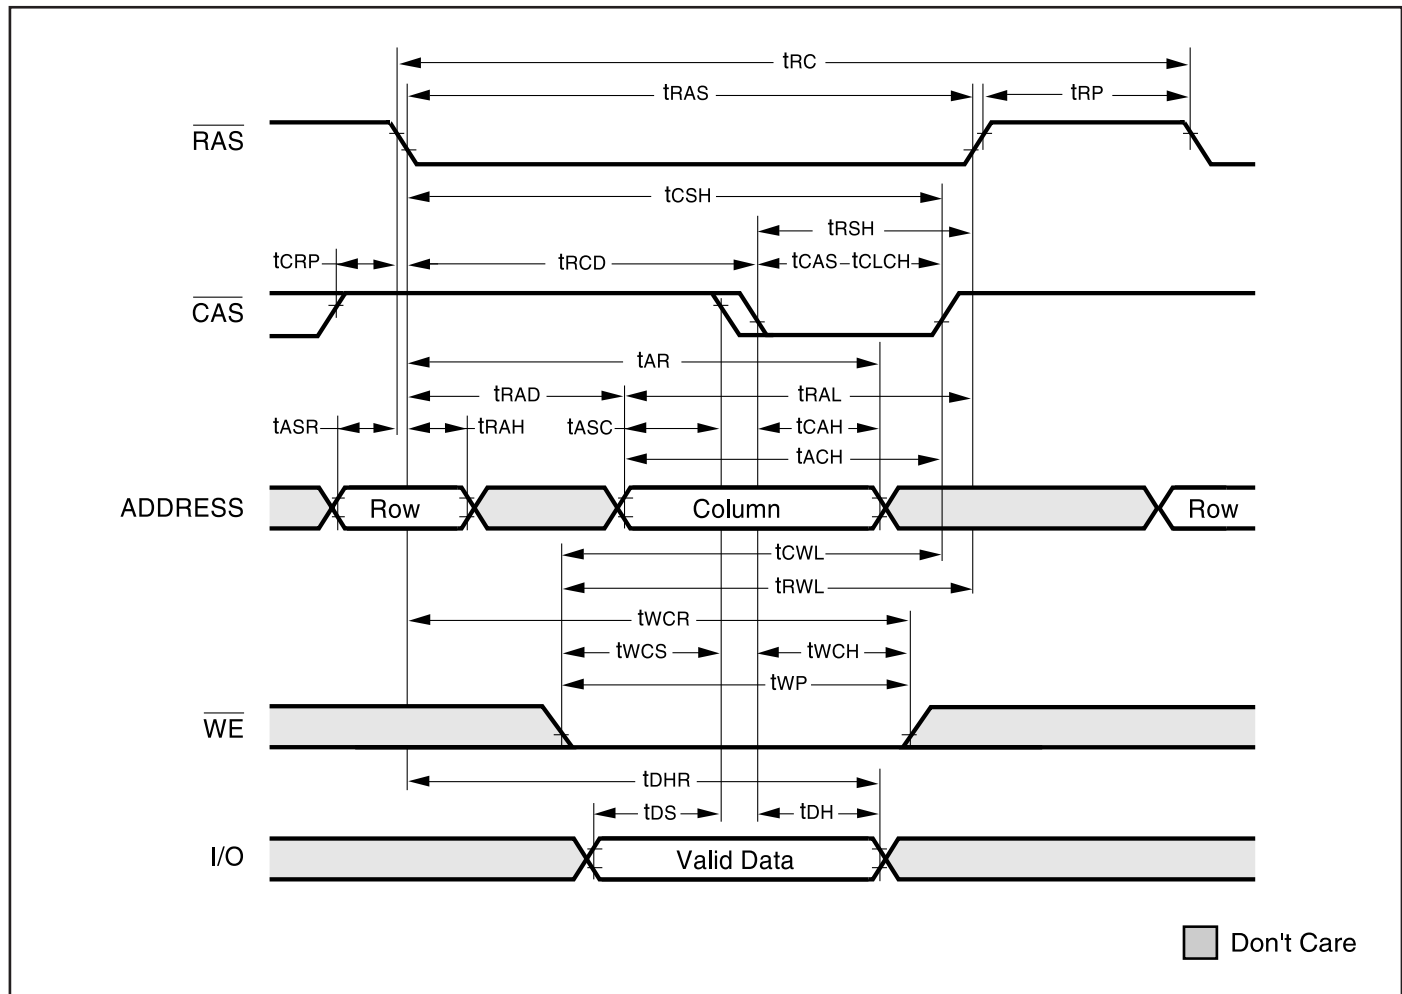 tRC
tRAS
tRP
RAS
tCSH
tRSH
tCRP
tRCD
tCAS
tCLCH
CAS
tAR
tRAD
tRAL
tASR
tRAH
tASC
tCAH
tACH
ADDRESS
Row
Column
Row
tCWL
tRWL
tWCR
tWCS
tWCH
tWP
WE
tDHR
tDS
tDH
I/O
Valid Data
Don't Care